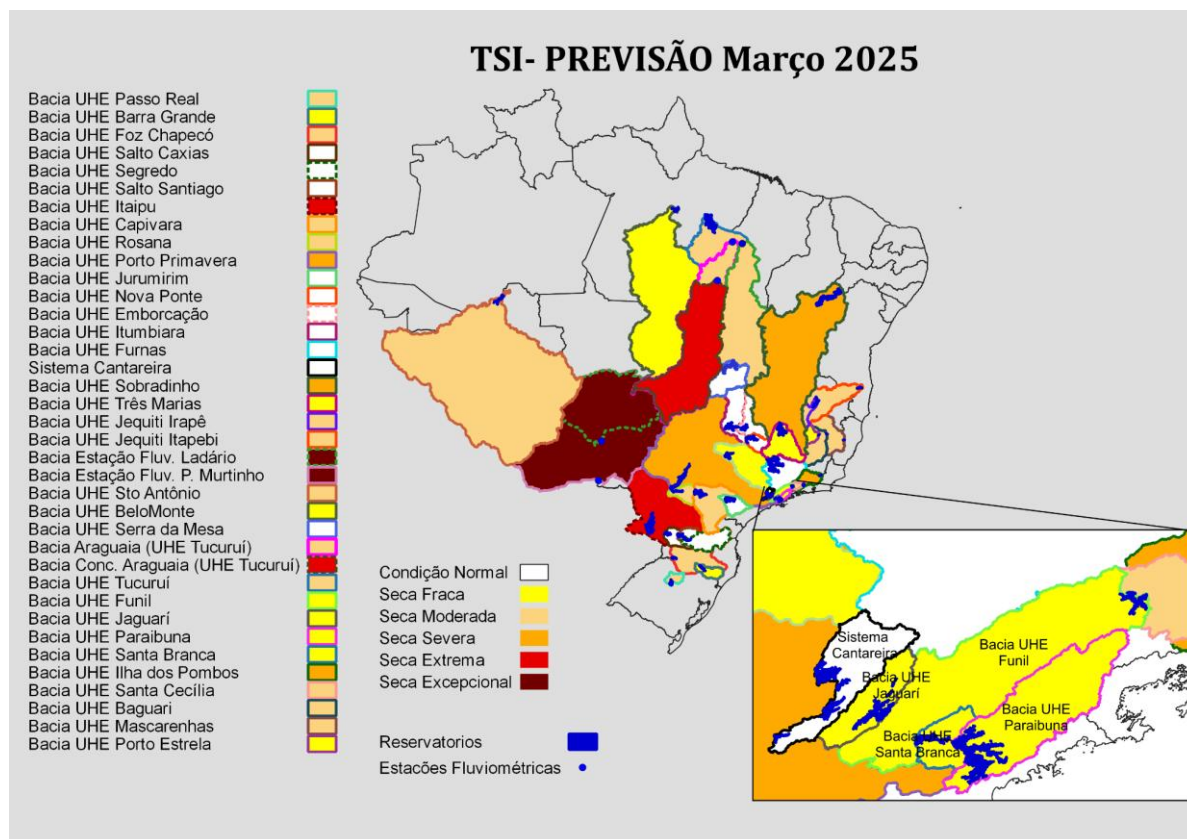 TSI- PREVISÃO Março 2025
Bacia UHE Passo Real
Bacia UHE Barra Grande
Bacia UHE Foz Chapecó
Bacia UHE Salto Caxias
Bacia UHE Segredo
Bacia UHE Salto Santiago
Bacia UHE Itaipu
Bacia UHE Capivara
Bacia UHE Rosana
Bacia UHE Porto Primavera
Bacia UHE Jurumirim
Bacia UHE Nova Ponte
Bacia UHE Emborcação
Bacia UHE Itumbiara
Bacia UHE Furnas
Sistema Cantareira
Bacia UHE Sobradinho
Bacia UHE Três Marias
Bacia UHE Jequiti Irapê
Bacia UHE Jequiti Itapebi
Bacia Estação Fluv. Ladário
Bacia Estação Fluv. P. Murtinho
Bacia UHE Sto Antônio
Bacia UHE BeloMonte
Bacia UHE Serra da Mesa
Bacia Araguaia (UHE Tucuruí)
Bacia Conc. Araguaia (UHE Tucuruí)
Bacia UHE Tucuruí
Bacia UHE Funil
Bacia UHE Jaguarí
Bacia UHE Paraibuna
Bacia UHE Santa Branca
Bacia UHE Ilha dos Pombos
Bacia UHE Santa Cecília
Bacia UHE Baguari
Bacia UHE Mascarenhas
Bacia UHE Porto Estrela
Condição Normal
Seca Fraca
Seca Moderada
Seca Severa
Seca Extrema
Seca Excepcional
Reservatorios
Estacões Fluviométricas
Sistema
Cantareira
Bacia UHE
Funil
Bacia UHE
Jaguarí
Bacia UHE
Paraibuna
Bacia UHE
Santa Branca